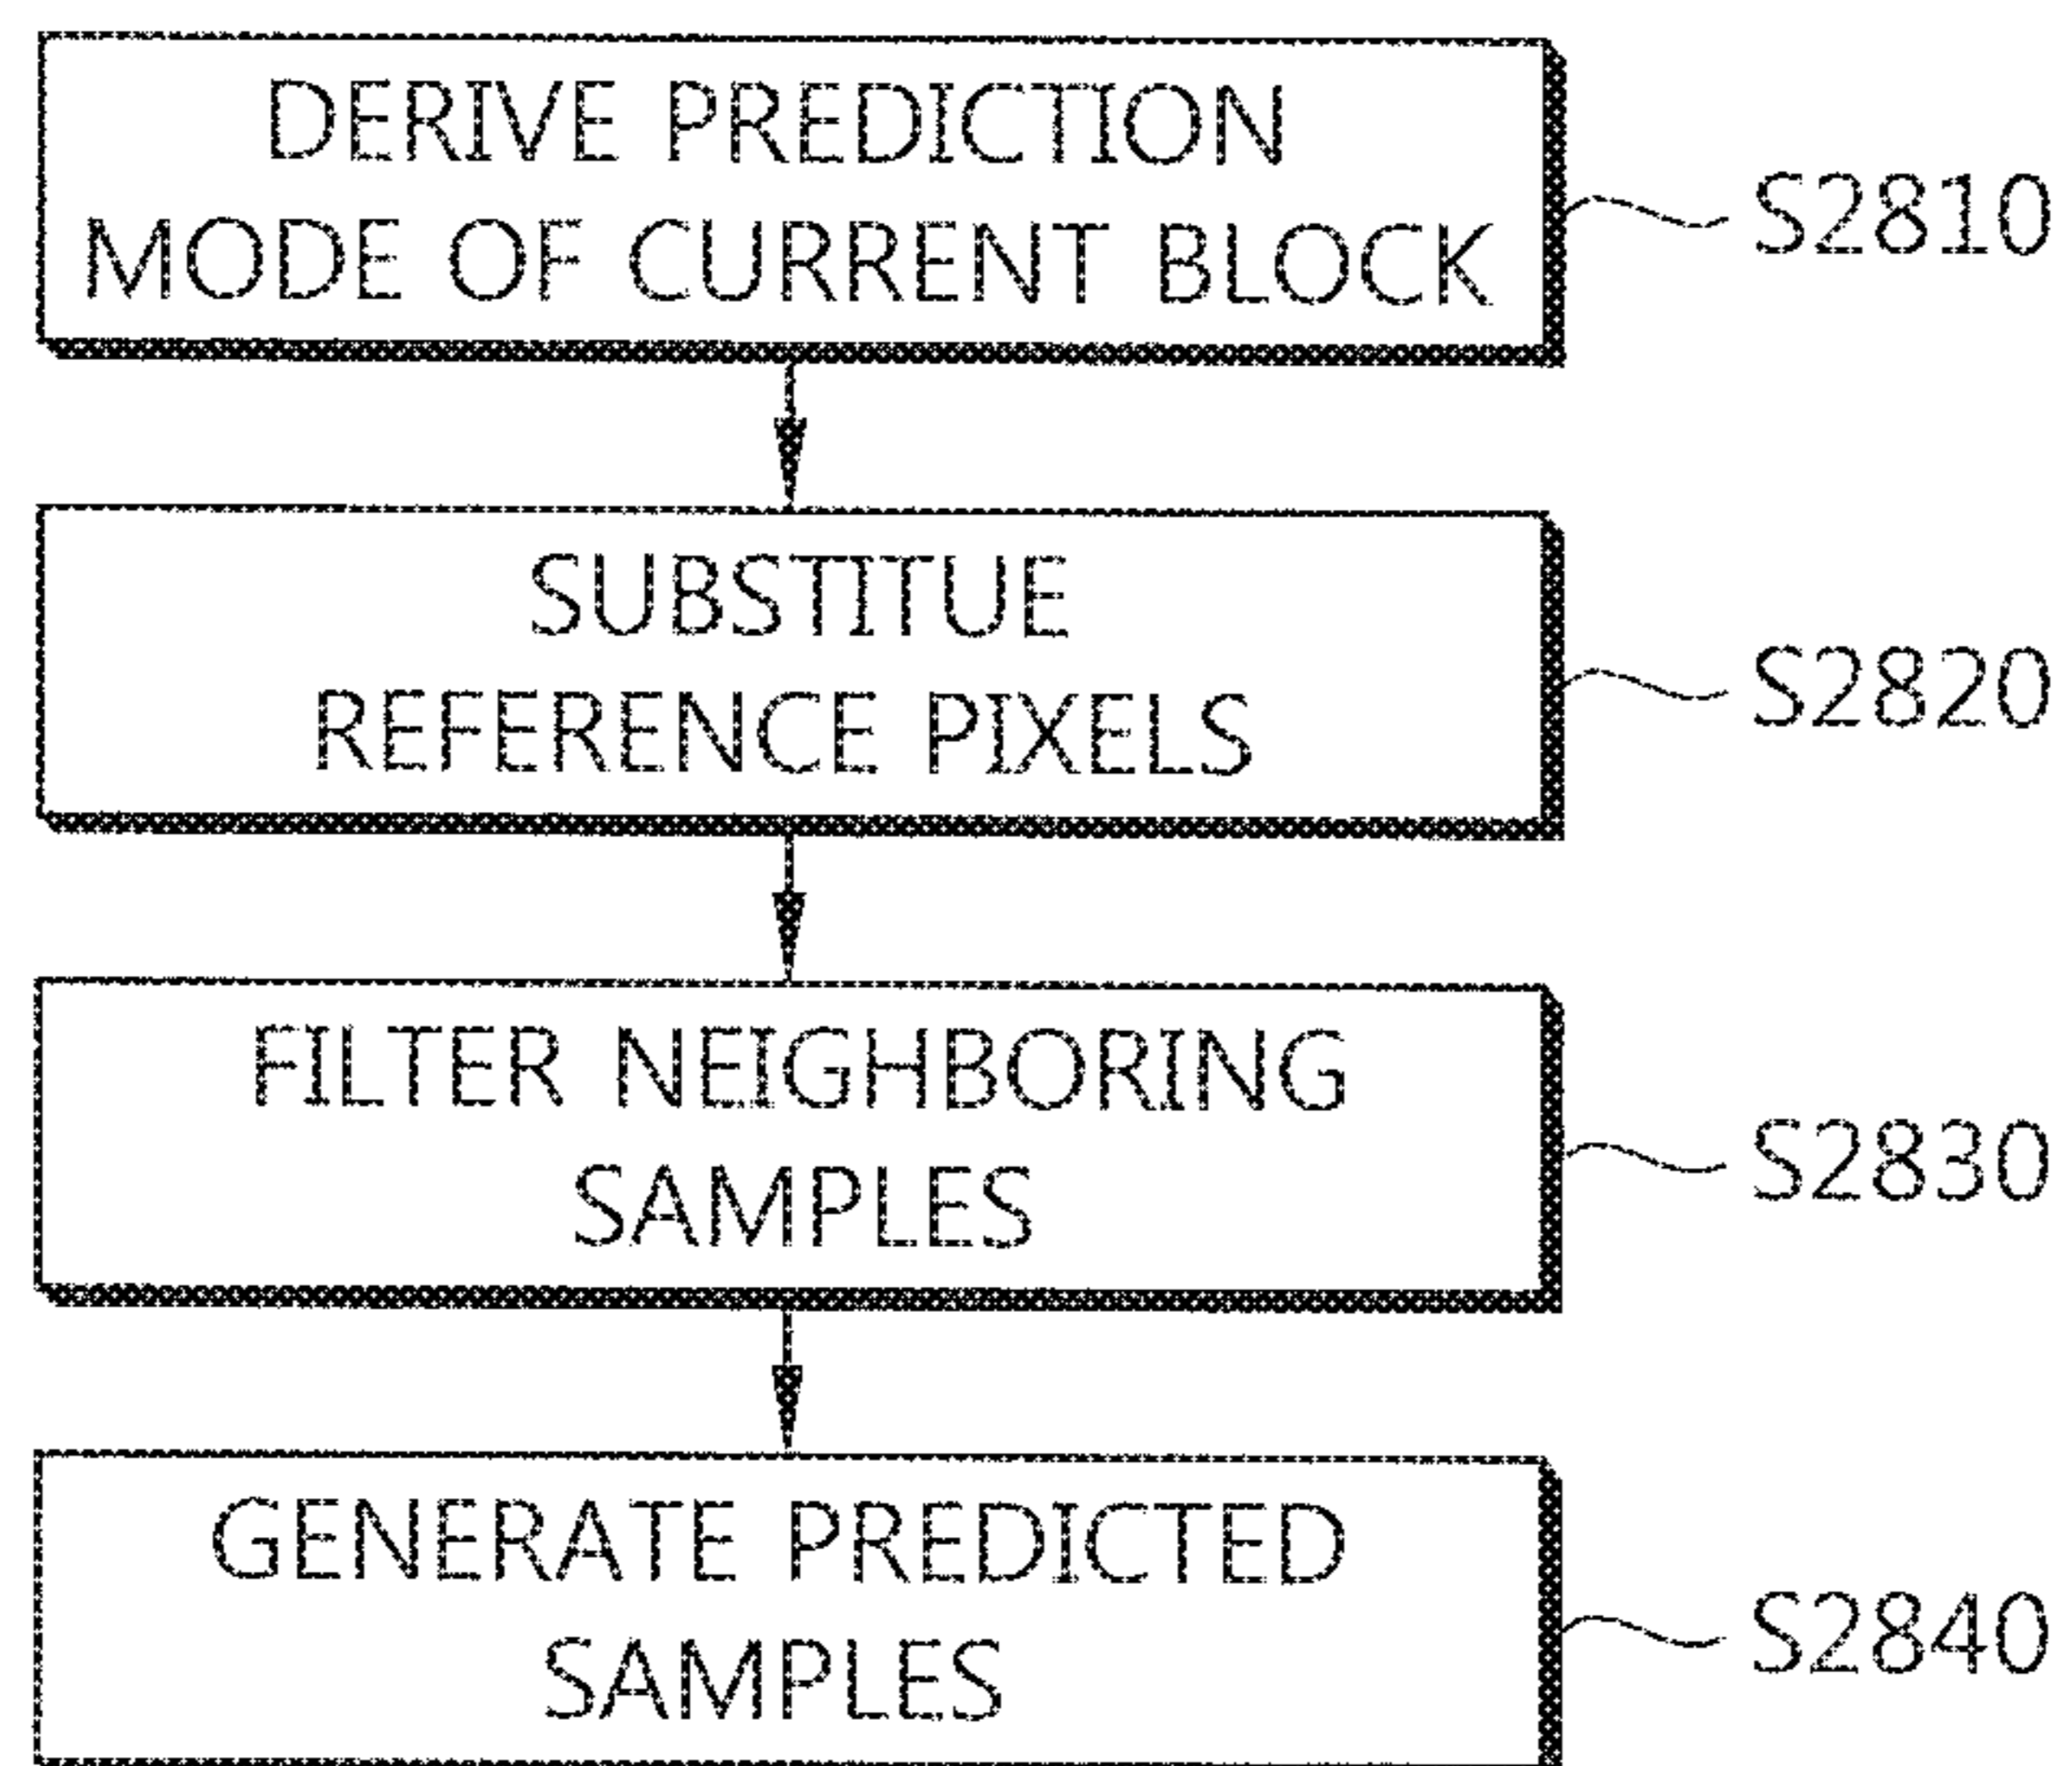 DERIVE PREDICTION
MODE OF CURRENT BLOCK
S2810
SUBSTITUE
REFERENCE PIXELS
S2820
FILTER NEIGHBORING
SAMPLES
S2830
GENERATE PREDICTED
SAMPLES
S2840